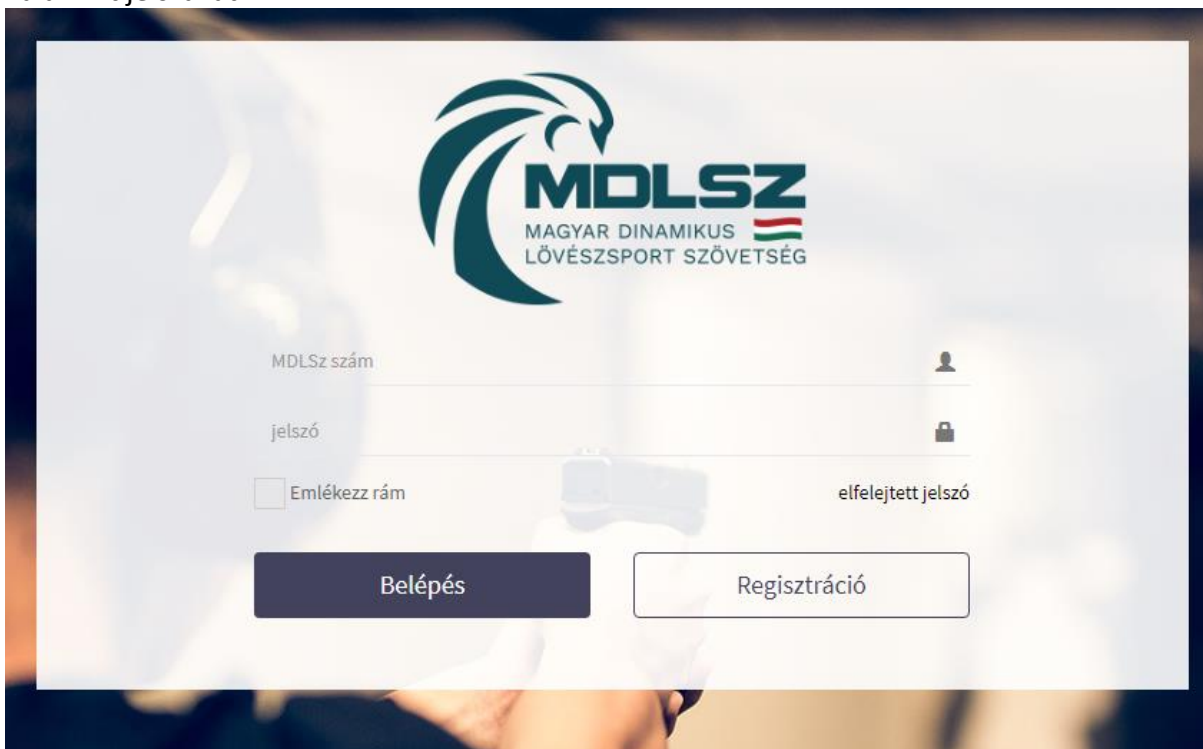 MDLSZ
MAGYAR DINAMIKUS
LÖVÉSZSPORT SZÖVETSÉG
MDLSz szám
jelszó
Emlékezz rám
elfelejtett jelszó
Belépés
Regisztráció